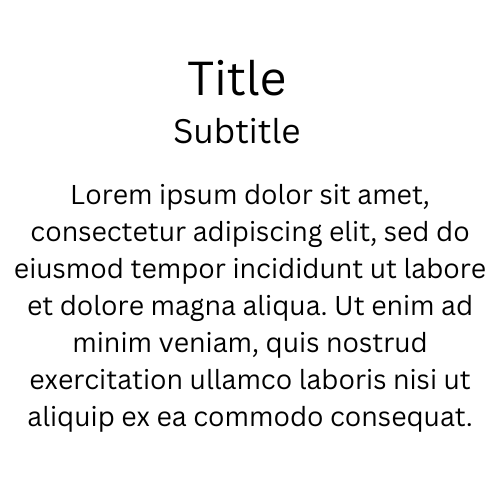 Title
Subtitle
Lorem ipsum dolor sit amet,
consectetur adipiscing elit, sed do
eiusmod tempor incididunt ut labore
et dolore magna aliqua. Ut enim ad
minim veniam, quis nostrud
exercitation ullamco laboris nisi ut
aliquip ex ea commodo consequat.